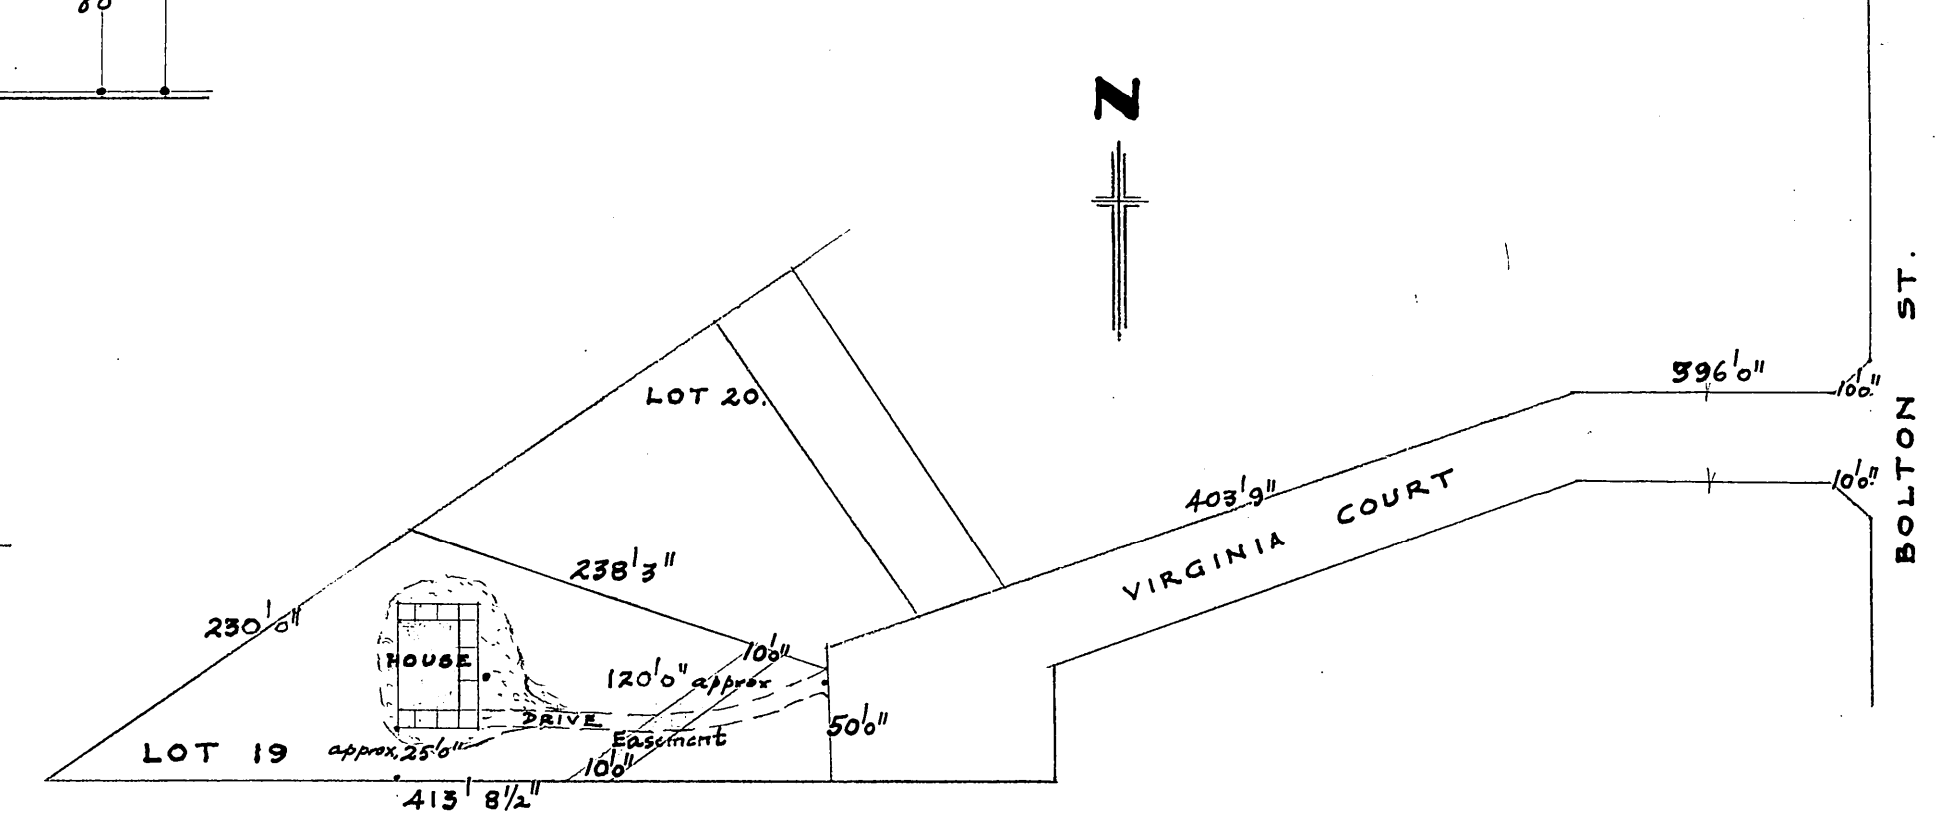 80
N
BOLTON ST.
396'0"
10'0"
10'0"
LOT 20.
403'9"
VIRGINIA COURT
238'3"
230'0"
HOUSE
10'0"
120'0" approx
DRIVE
Easement
50'0"
LOT 19
approx. 25'0"
10'0"
413' 8½"